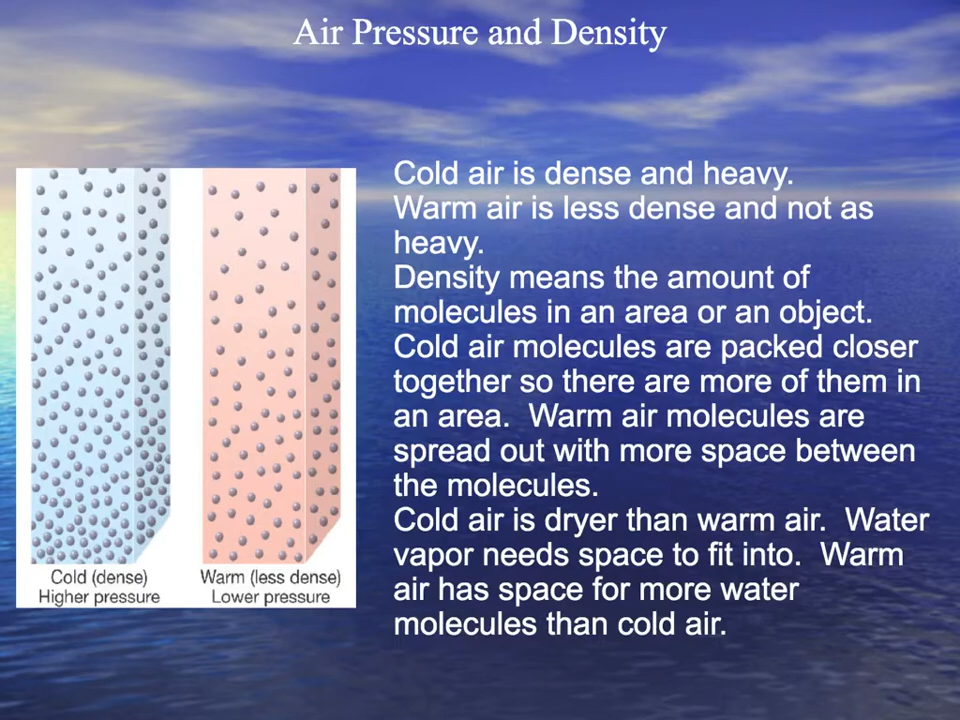 Air Pressure and Density
Cold air is dense and heavy.
Warm air is less dense and not as
heavy.
Density means the amount of
molecules in an area or an object.
Cold air molecules are packed closer
together so there are more of them in
an area.  Warm air molecules are
spread out with more space between
the molecules.
Cold air is dryer than warm air.  Water
vapor needs space to fit into.  Warm
air has space for more water
molecules than cold air.
Cold (dense)
Higher pressure
Warm (less dense)
Lower pressure